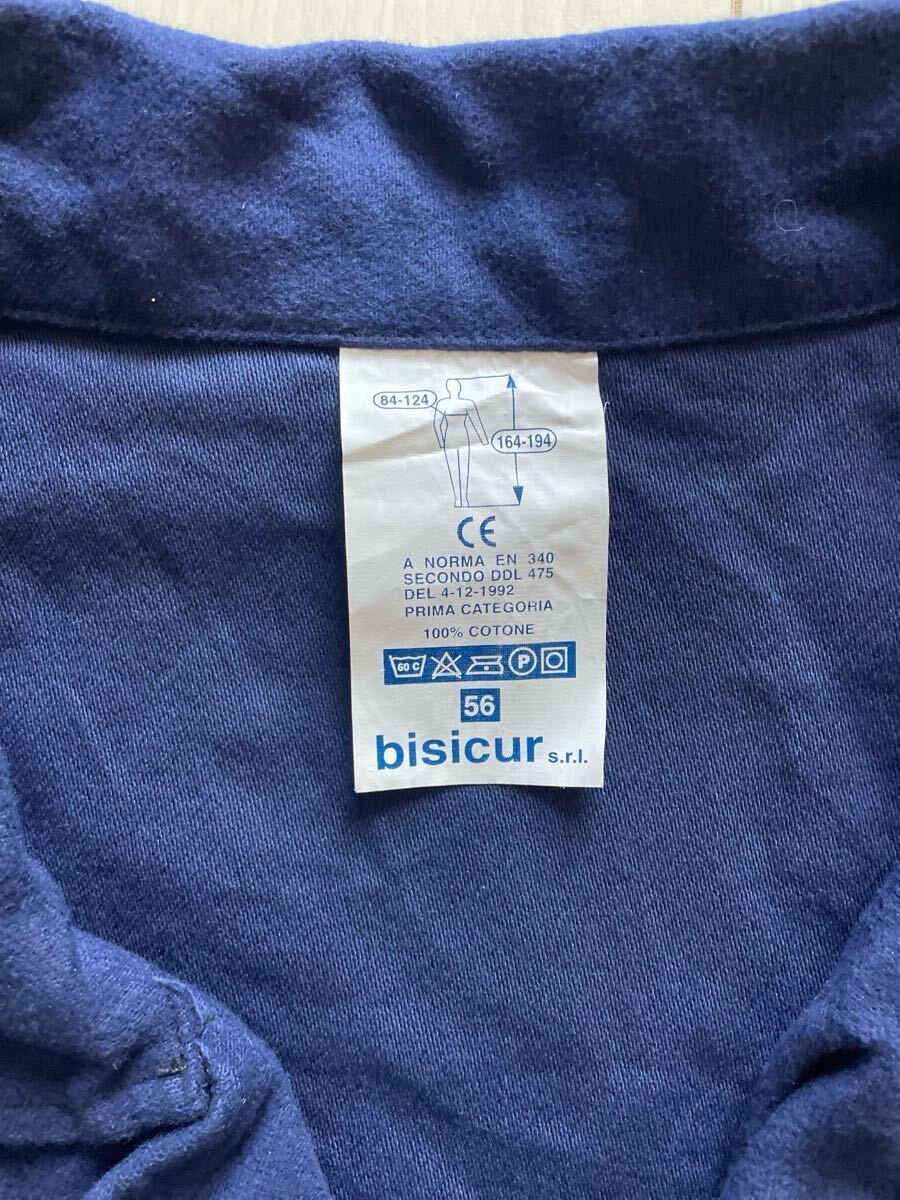 84-124
164-194
CE
A NORMA EN 340
SECONDO DDL 475
DEL 4-12-1992
PRIMA CATEGORIA
100% COTONE
60 C P
56
bisicur s.r.l.